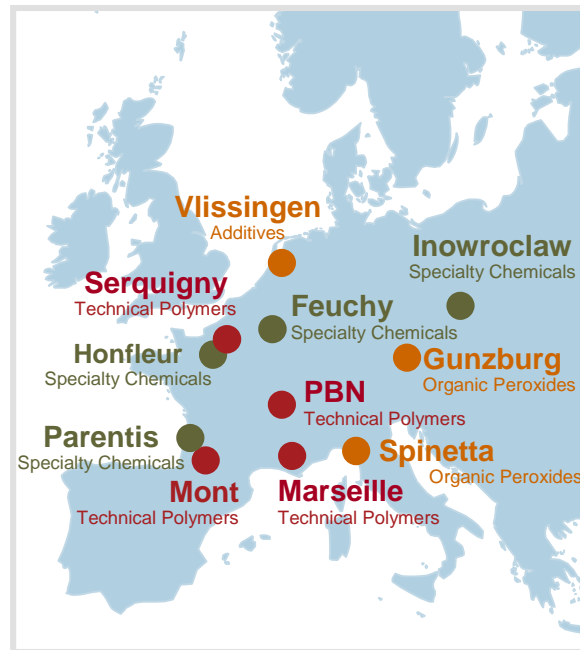 Vlissingen
Additives
Inowroclaw
Specialty Chemicals
Serquigny
Technical Polymers
Feuchy
Specialty Chemicals
Honfleur
Specialty Chemicals
Gunzburg
Organic Peroxides
PBN
Technical Polymers
Parentis
Specialty Chemicals
Spinetta
Organic Peroxides
Mont
Technical Polymers
Marseille
Technical Polymers